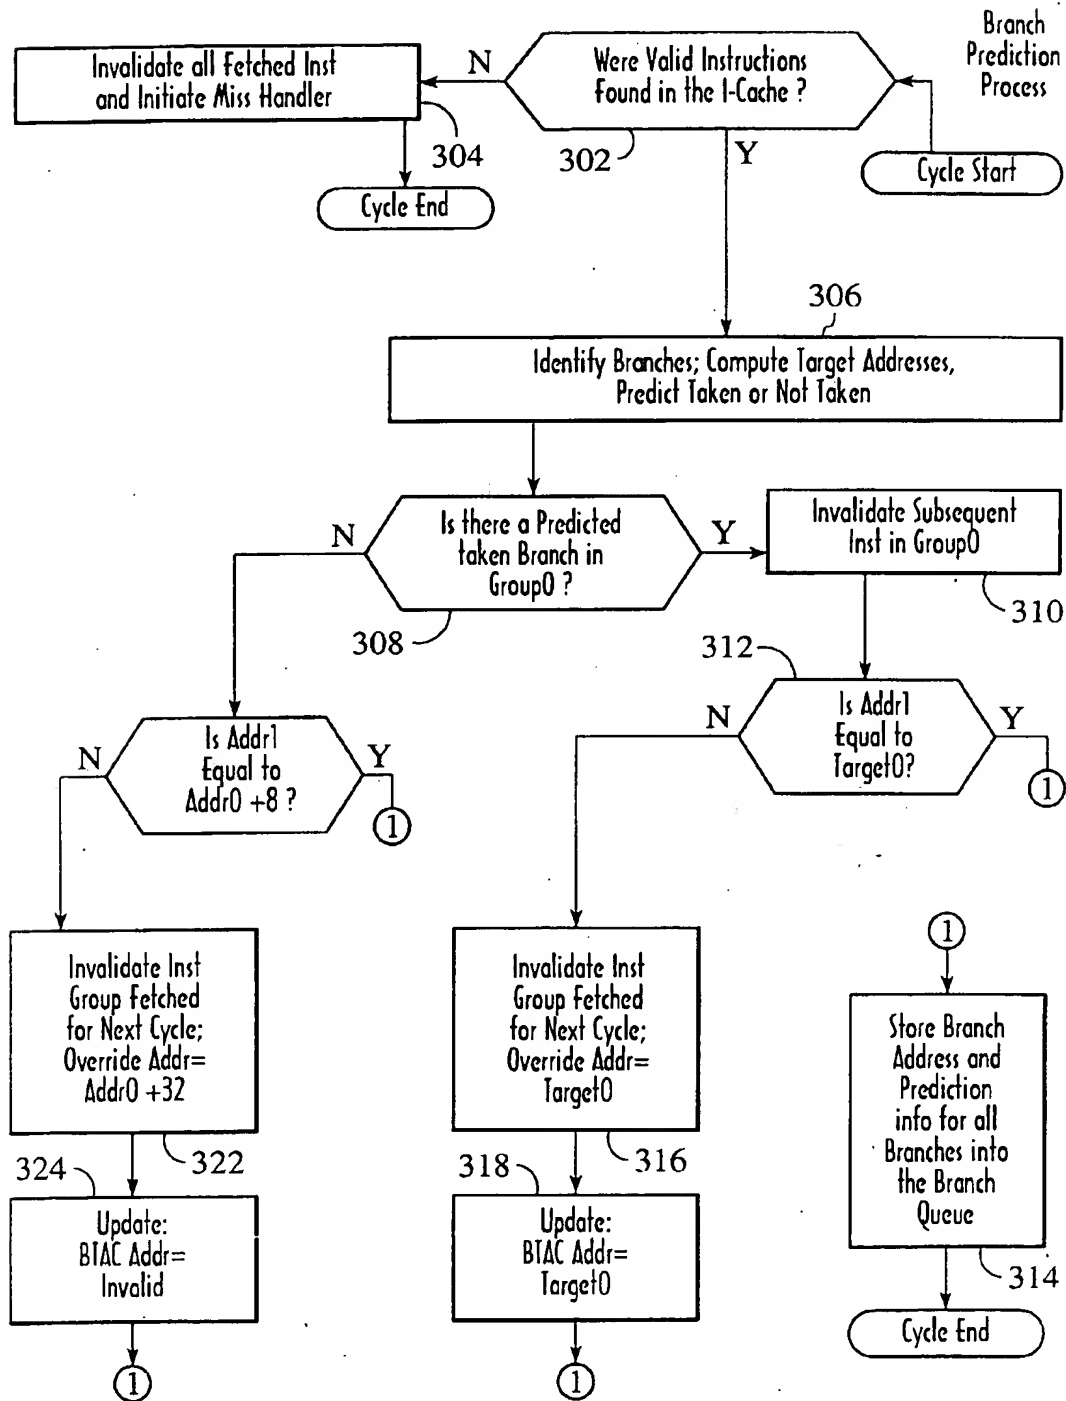 Branch
Prediction
Process
Were Valid Instructions
Found in the I-Cache ?
N
Y
302
Invalidate all Fetched Inst
and Initiate Miss Handler
304
Cycle Start
Cycle End
306
Identify Branches; Compute Target Addresses,
Predict Taken or Not Taken
Is there a Predicted
taken Branch in
Group0 ?
N
Y
308
Invalidate Subsequent
Inst in Group0
310
312
Is Addr1
Equal to
Target0?
N
Y
1
Is Addr1
Equal to
Addr0 +8 ?
N
Y
1
Invalidate Inst
Group Fetched
for Next Cycle;
Override Addr=
Addr0 +32
322
324
Update:
BTAC Addr=
Invalid
1
Invalidate Inst
Group Fetched
for Next Cycle;
Override Addr=
Target0
316
318
Update:
BTAC Addr=
Target0
1
1
Store Branch
Address and
Prediction
info for all
Branches into
the Branch
Queue
314
Cycle End